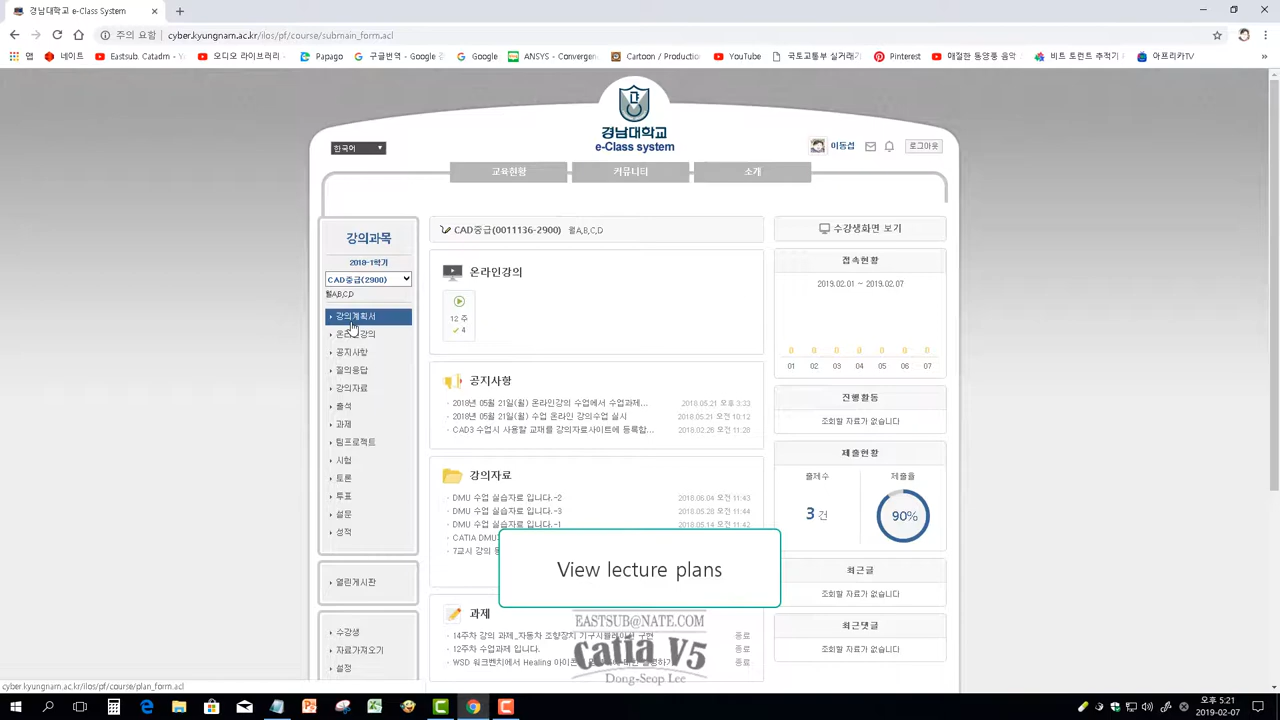 경남대학교 e-Class System
주의 요함 | cyber.kyungnam.ac.kr/ilos/pf/course/submain_form.acl
앱
네이트
Eastsub. Catadm - Y
오디오 라이브러리 -
Papago
구글번역 - Google 검
Google
ANSYS - Convergen
Cartoon / Productio
YouTube
국토교통부 실거래가
Pinterest
애절한 동양풍 음악
비트 토런트 추적기
아프리카TV
»
경남대학교
e-Class system
한국어
이동섭
로그아웃
교육현황
커뮤니티
소개
강의과목
2018-1학기
CAD중급(2900)
월A,B,C,D
강의계획서
온라인강의
공지사항
질의응답
강의자료
출석
과제
팀프로젝트
시험
토론
투표
설문
성적
열린게시판
수강생
자료가져오기
설정
CAD중급(0011136-2900) 월A,B,C,D
온라인강의
12 주
4
공지사항
2018년 05월 21일(월) 온라인강의 수업에서 수업과제... 2018.05.21 오후 3:33
2018년 05월 21일(월) 수업 온라인 강의수업 실시 2018.05.21 오전 10:12
CAD3 수업시 사용할 교재를 강의자료사이트에 등록합... 2018.02.26 오전 11:28
강의자료
DMU 수업 실습자료 입니다.-2 2018.06.04 오전 11:43
DMU 수업 실습자료 입니다.-3 2018.05.28 오전 11:44
DMU 수업 실습자료 입니다.-1 2018.05.14 오전 11:42
CATIA DMU
7교시 강의 동
View lecture plans
과제
14주차 강의 과제_자동차 조향장치 기구시뮬레이션 구현 종료
12주차 수업과제 입니다. 종료
WSD 워크벤치에서 Healing 아이콘 종료
EASTSUB@NATE.COM
Catia V5
Dong-Seop Lee
수강생화면 보기
접속현황
2019.02.01 ~ 2019.02.07
0 0 0 0 0 0 0
01 02 03 04 05 06 07
진행활동
조회할 자료가 없습니다
제출현황
출제수
제출율
3 건
90%
최근글
조회할 자료가 없습니다
최근댓글
조회할 자료가 없습니다
cyber.kyungnam.ac.kr/ilos/pf/course/plan_form.acl
오후 5:21
2019-02-07